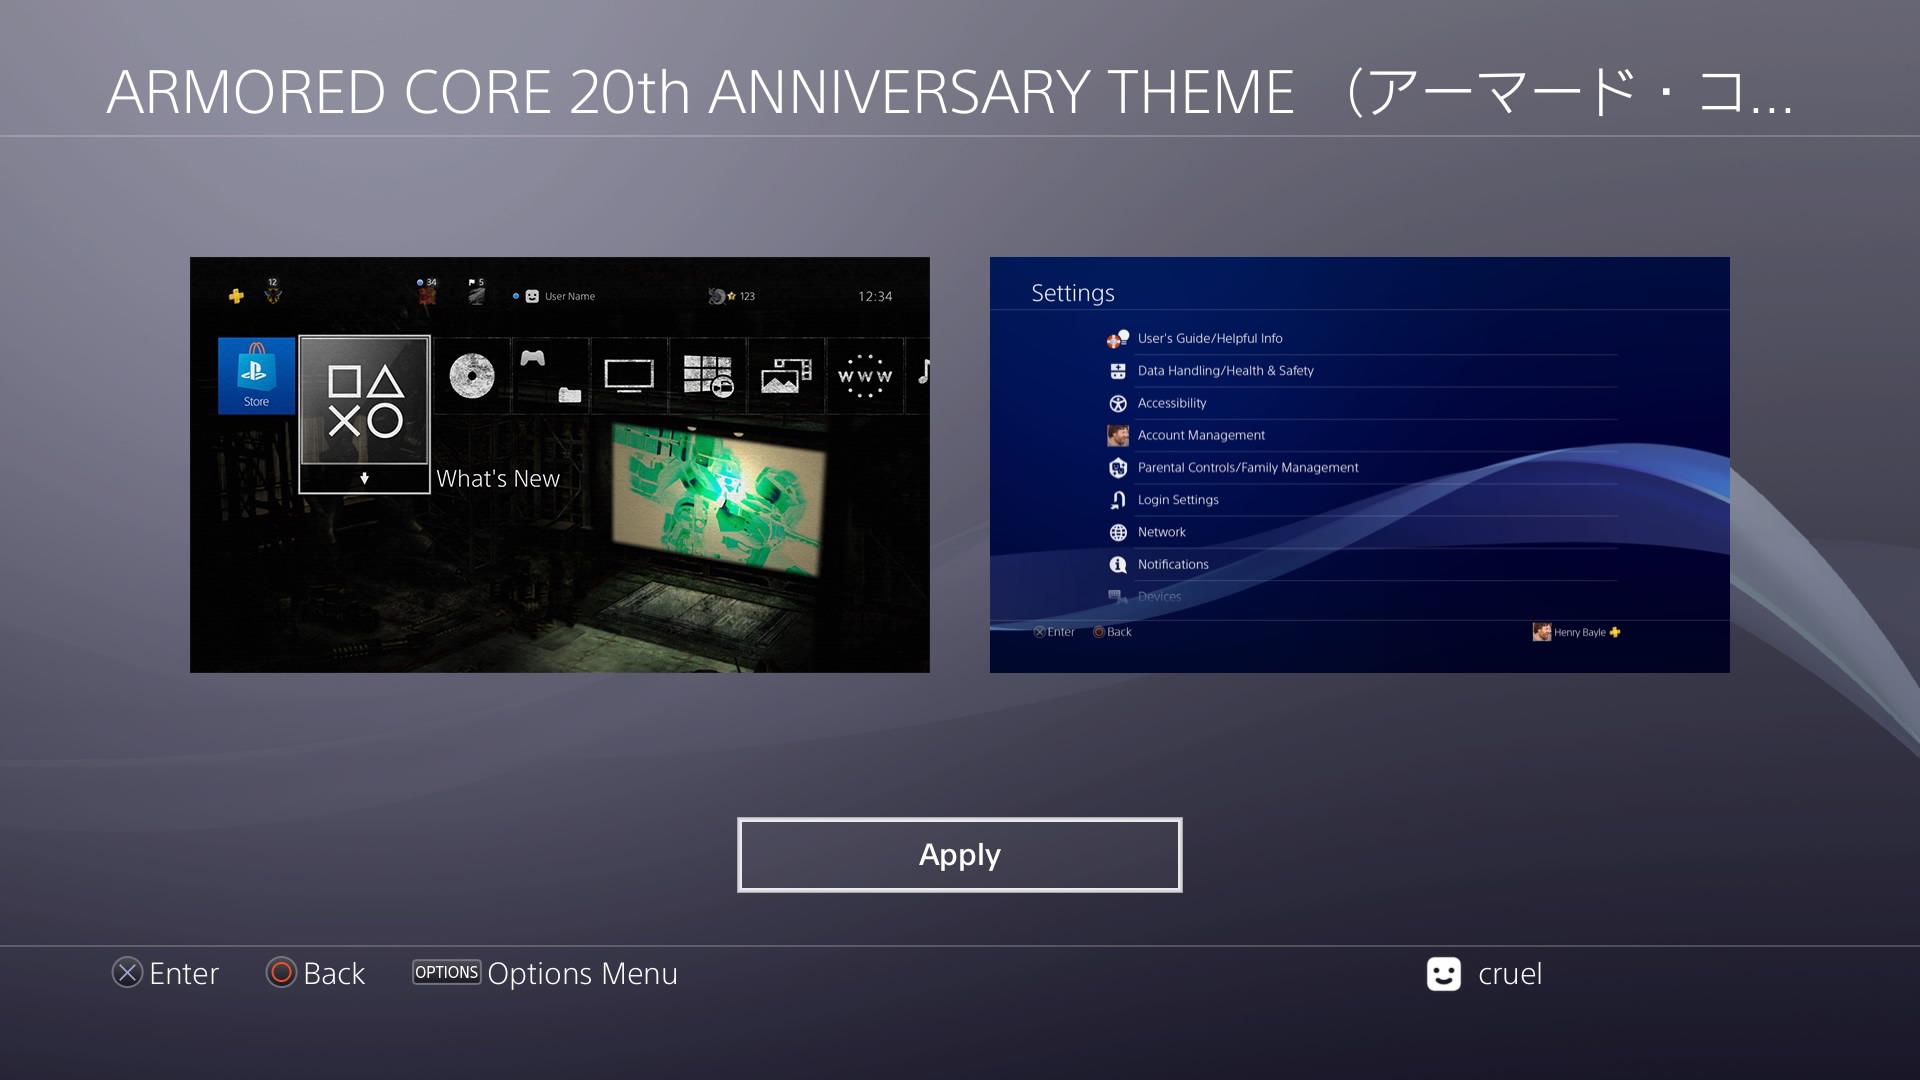 ARMORED CORE 20th ANNIVERSARY THEME （アーマード・コ...
12
34
5
User Name
123
12:34
Store
WWW
What's New
Settings
User's Guide/Helpful Info
Data Handling/Health & Safety
Accessibility
Account Management
Parental Controls/Family Management
Login Settings
Network
Notifications
Devices
Enter Back
Henry Bayle
Apply
Enter Back OPTIONS Options Menu
cruel